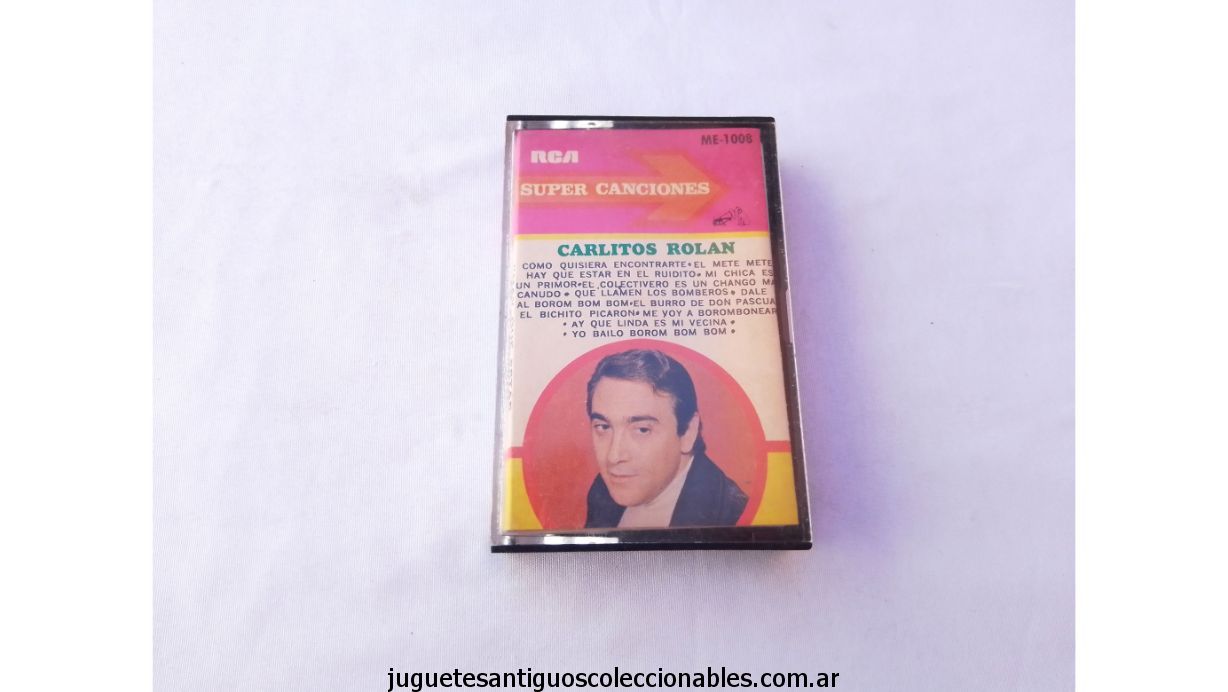 ME-1008
RCA
SUPER CANCIONES
CARLITOS ROLAN
COMO QUISIERA ENCONTRARTE • EL METE METE
HAY QUE ESTAR EN EL RUIDITO • MI CHICA ES
UN PRIMOR • EL COLECTIVERO ES UN CHANGO MA
CANUDO • QUE LLAMEN LOS BOMBEROS • DALE
AL BOROM BOM BOM • EL BURRO DE DON PASCUA
EL BICHITO PICARON • ME VOY A BOROMBONEAR
• AY QUE LINDA ES MI VECINA •
• YO BAILO BOROM BOM BOM •
juguetesantiguoscoleccionables.com.ar